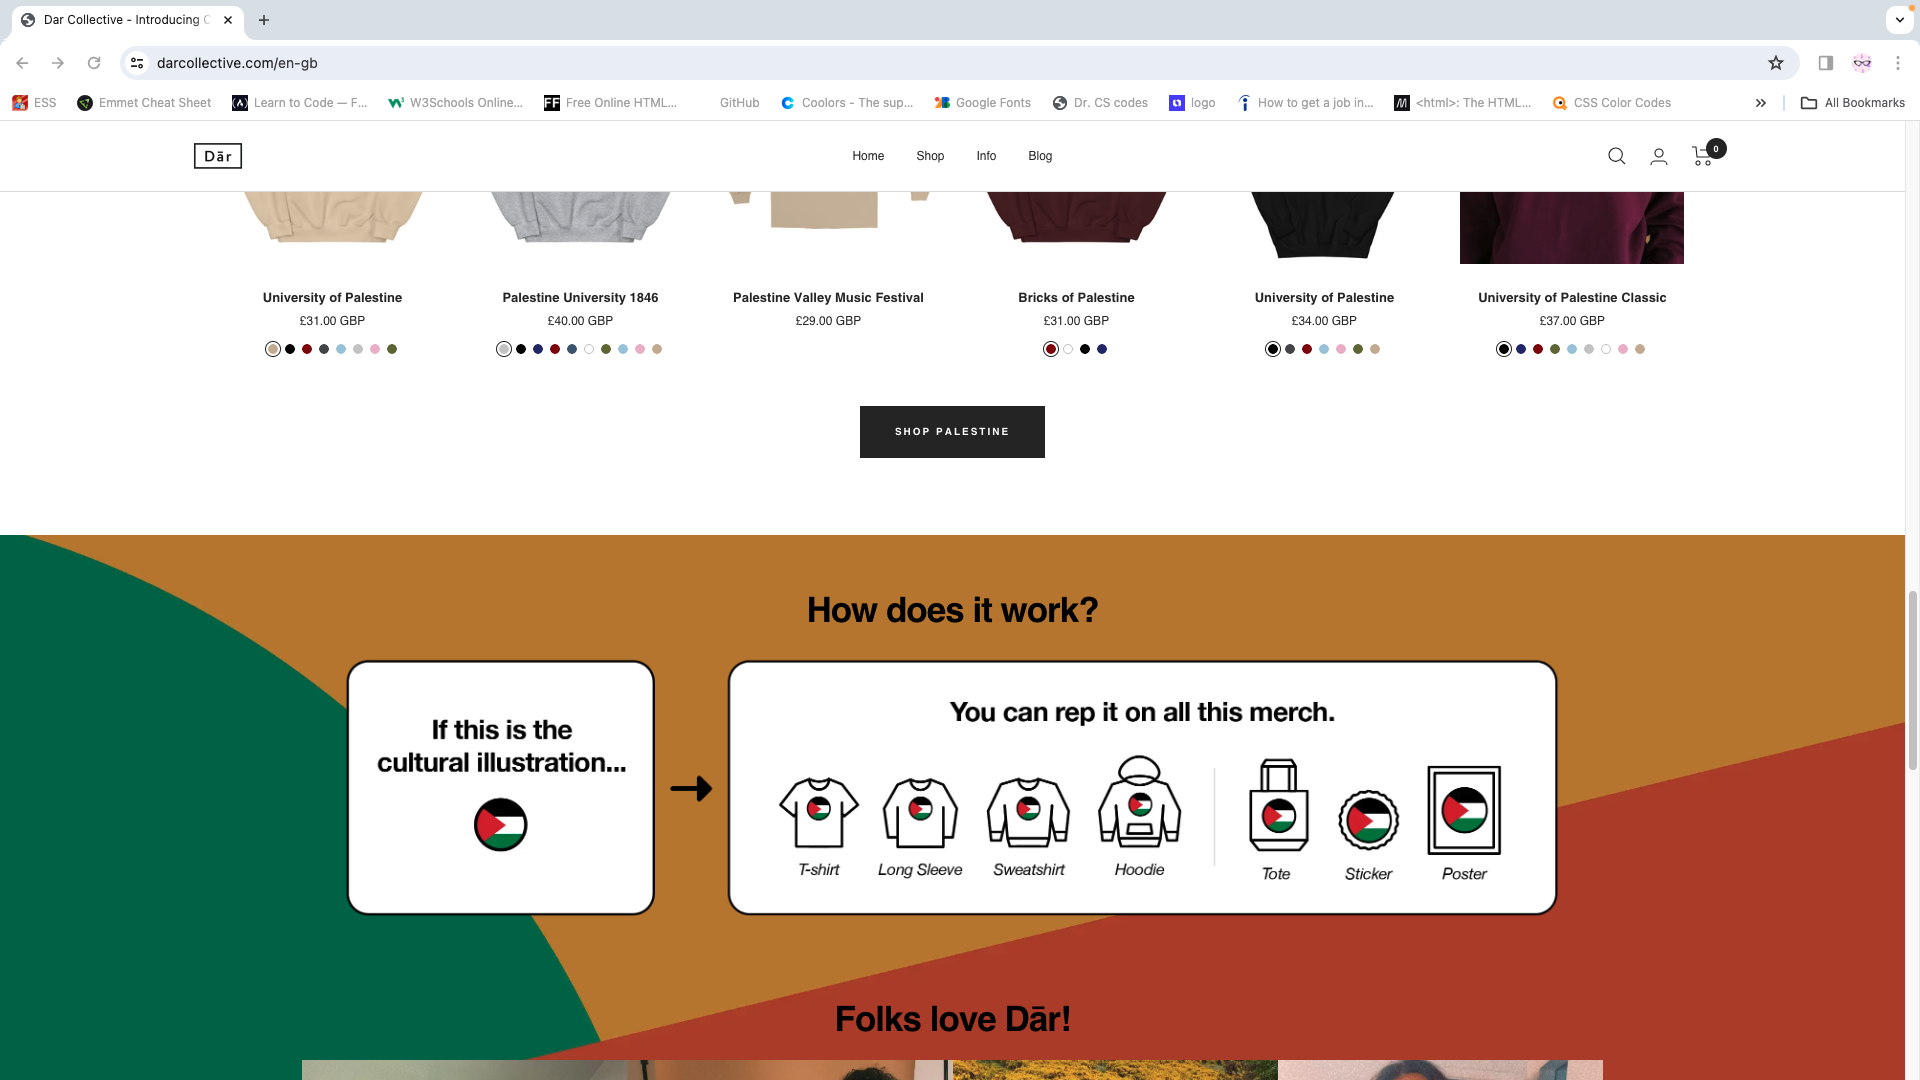 Dar Collective - Introducing C
darcollective.com/en-gb
ESS
Emmet Cheat Sheet
Learn to Code — F...
W3Schools Online...
Free Online HTML...
GitHub
Coolors - The sup...
Google Fonts
Dr. CS codes
logo
How to get a job in...
<html>: The HTML...
CSS Color Codes
All Bookmarks
Dār
Home
Shop
Info
Blog
0
University of Palestine
£31.00 GBP
Palestine University 1846
£40.00 GBP
Palestine Valley Music Festival
£29.00 GBP
Bricks of Palestine
£31.00 GBP
University of Palestine
£34.00 GBP
University of Palestine Classic
£37.00 GBP
SHOP PALESTINE
How does it work?
If this is the
cultural illustration...
You can rep it on all this merch.
T-shirt
Long Sleeve
Sweatshirt
Hoodie
Tote
Sticker
Poster
Folks love Dār!